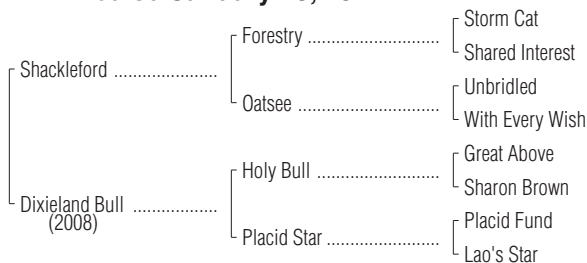 Storm Cat
Forestry ..................................
Shared Interest
Shackleford ...........................
Unbridled
Oatsee ....................................
With Every Wish
Great Above
Holy Bull .................................
Sharon Brown
Dixieland Bull ......................
(2008)
Placid Fund
Placid Star .............................
Lao's Star